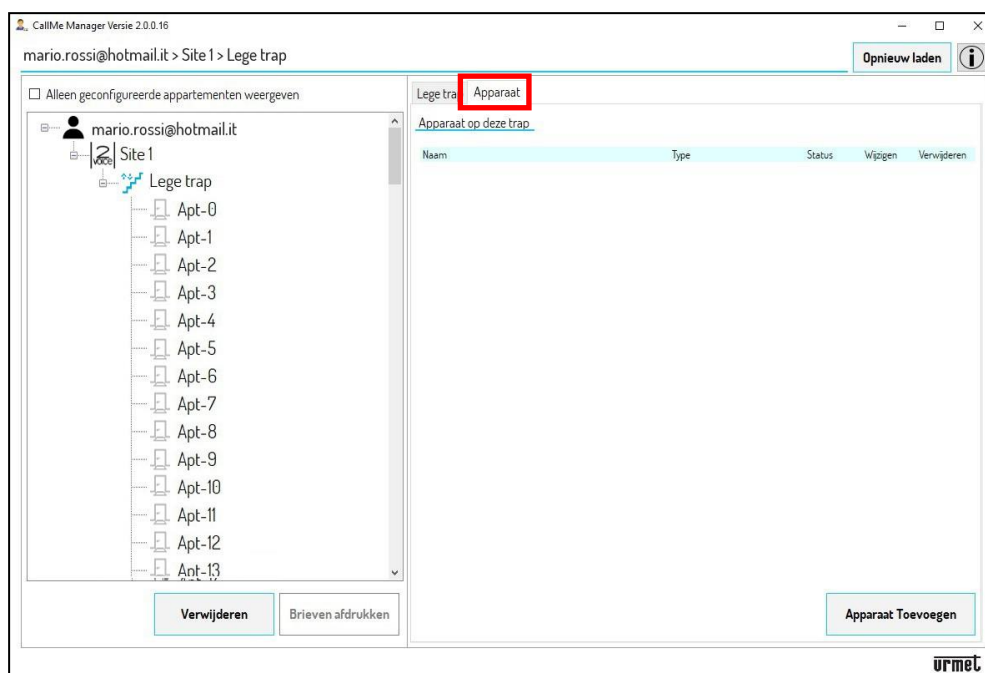 CallMe Manager Versie 2.0.0.16
mario.rossi@hotmail.it > Site 1 > Lege trap
Opnieuw laden
Alleen geconfigureerde appartementen weergeven
mario.rossi@hotmail.it
2 VOICE
Site 1
Lege trap
Apt-0
Apt-1
Apt-2
Apt-3
Apt-4
Apt-5
Apt-6
Apt-7
Apt-8
Apt-9
Apt-10
Apt-11
Apt-12
Apt-13
Verwijderen
Brieven afdrukken
Lege tra
Apparaat
Apparaat op deze trap
Naam Type Status Wijzigen Verwijderen
Apparaat Toevoegen
urmet